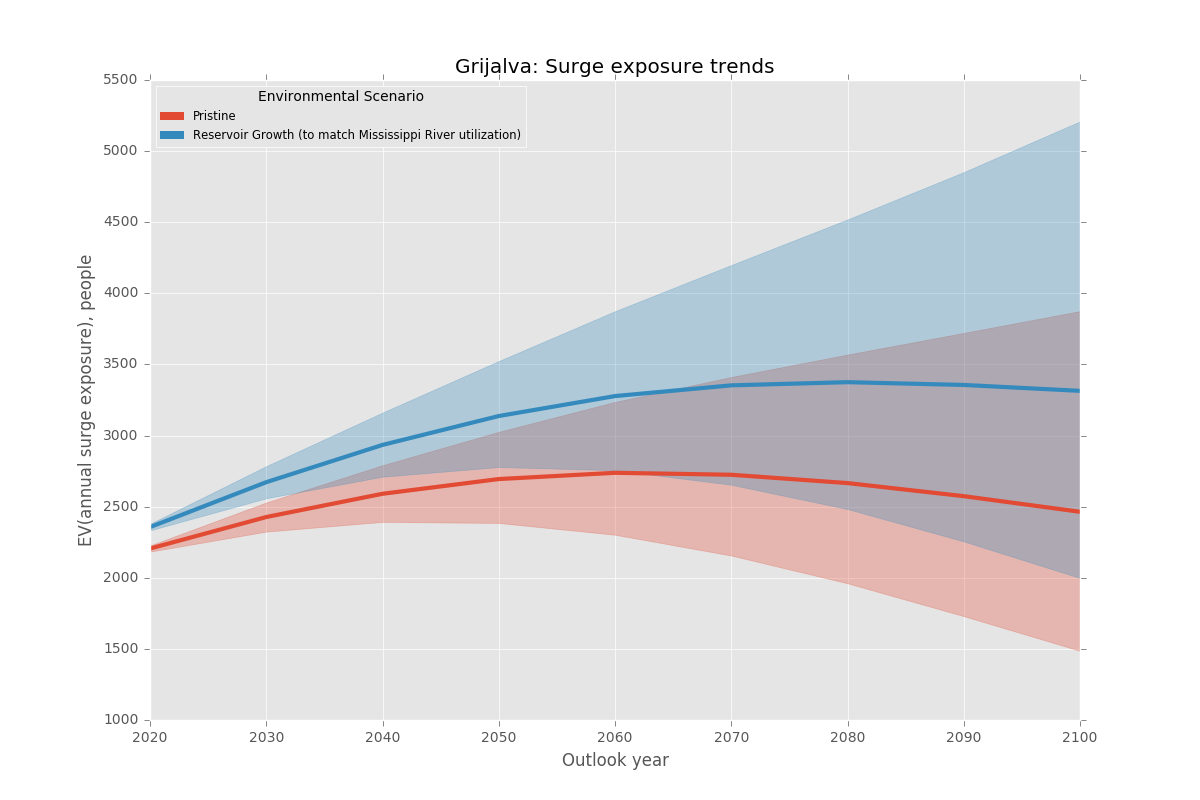 Grijalva: Surge exposure trends
5500
Environmental Scenario
Pristine
Reservoir Growth (to match Mississippi River utilization)
5000
4500
4000
3500
3000
2500
2000
1500
1000
EV(annual surge exposure), people
2020 2030 2040 2050 2060 2070 2080 2090 2100
Outlook year